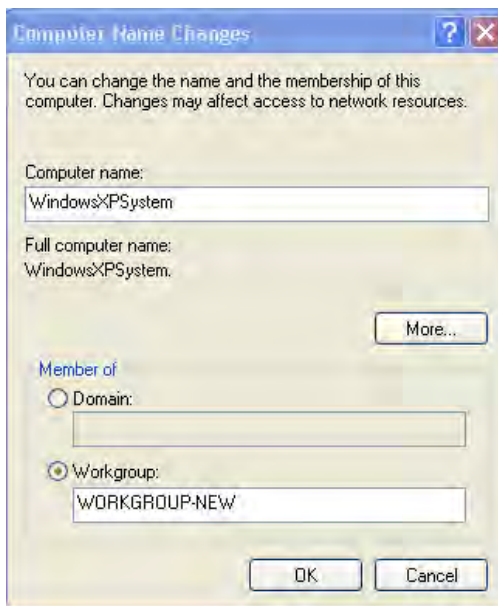 Computer Name Changes
You can change the name and the membership of this
computer. Changes may affect access to network resources.
Computer name:
WindowsXPSystem
Full computer name:
WindowsXPSystem.
More...
Member of
Domain:
Workgroup:
WORKGROUP-NEW
OK Cancel